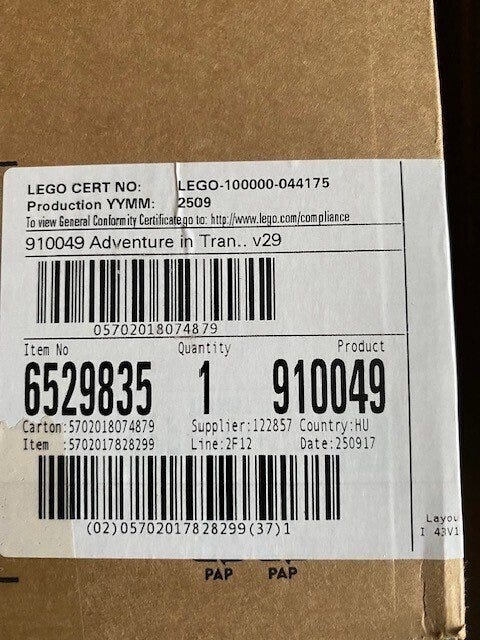 LEGO CERT NO: LEGO-100000-044175
Production YYMM: 2509
To view General Conformity Certificate go to: http://www.lego.com/compliance
910049 Adventure in Tran.. v29
05702018074879
Item No Quantity Product
6529835 1 910049
Carton:5702018074879 Supplier:122857 Country:HU
Item :5702017828299 Line:2F12 Date:250917
(02)05702017828299(37)1
Layou
I 43V1
PAP PAP